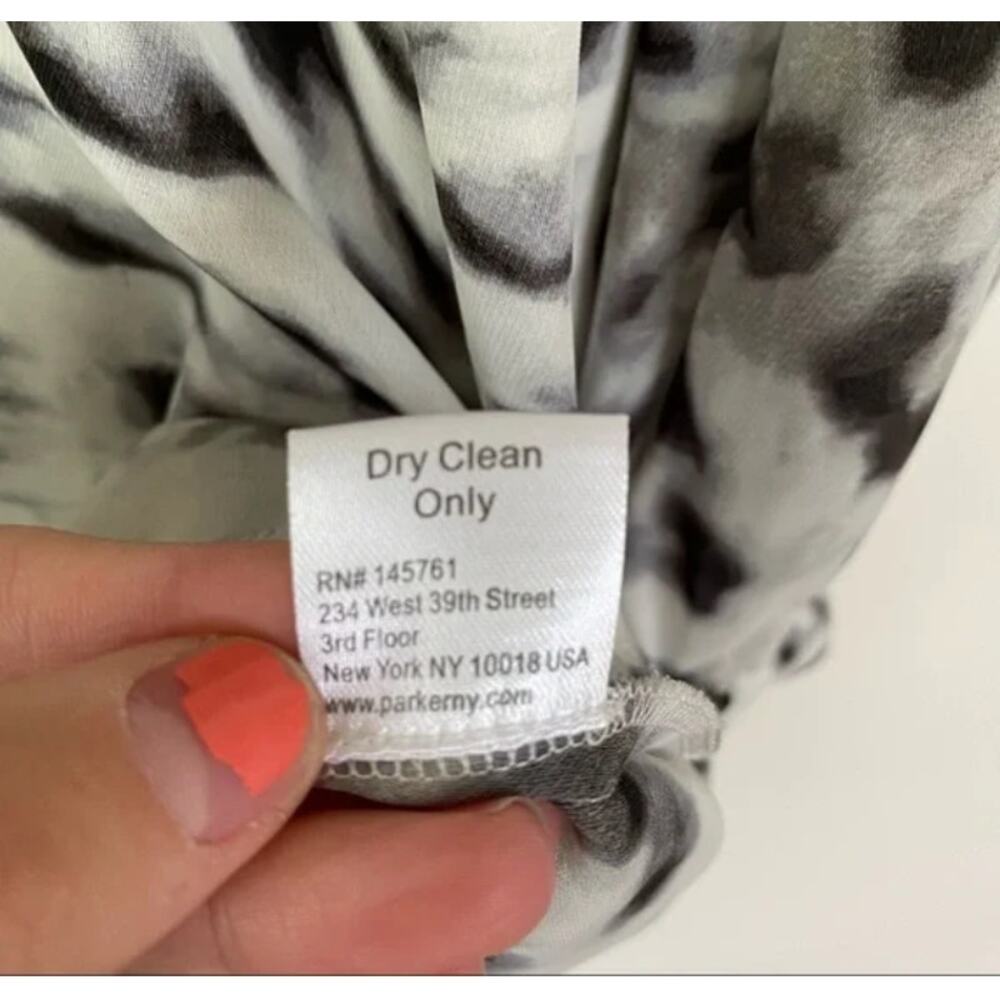 Dry Clean
Only
RN# 145761
234 West 39th Street
3rd Floor
New York NY 10018 USA
www.parkerny.com